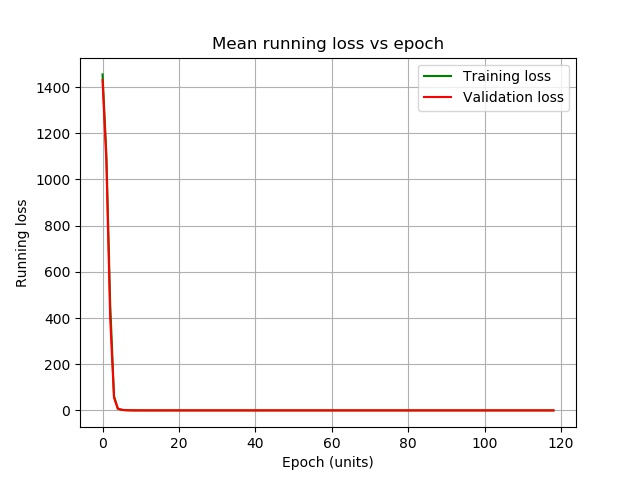 Mean running loss vs epoch
Training loss
Validation loss
1400
1200
1000
800
600
400
200
0
Running loss
0 20 40 60 80 100 120
Epoch (units)